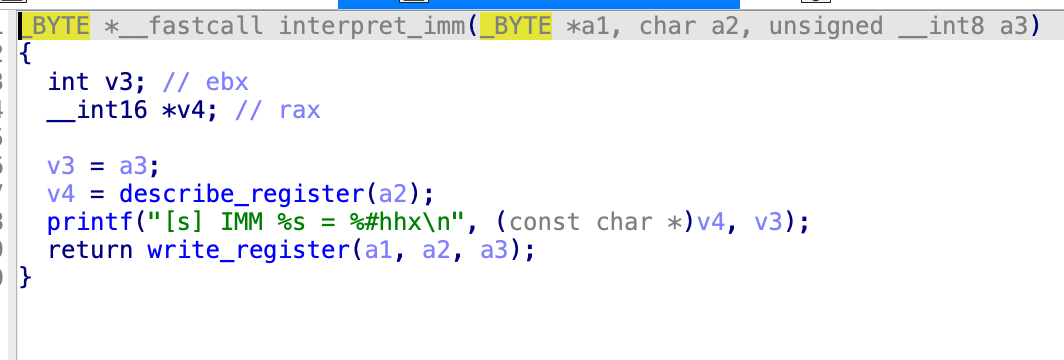 _BYTE *__fastcall interpret_imm(_BYTE *a1, char a2, unsigned __int8 a3)
{
  int v3; // ebx
  __int16 *v4; // rax

  v3 = a3;
  v4 = describe_register(a2);
  printf("[s] IMM %s = %#hhx\n", (const char *)v4, v3);
  return write_register(a1, a2, a3);
}